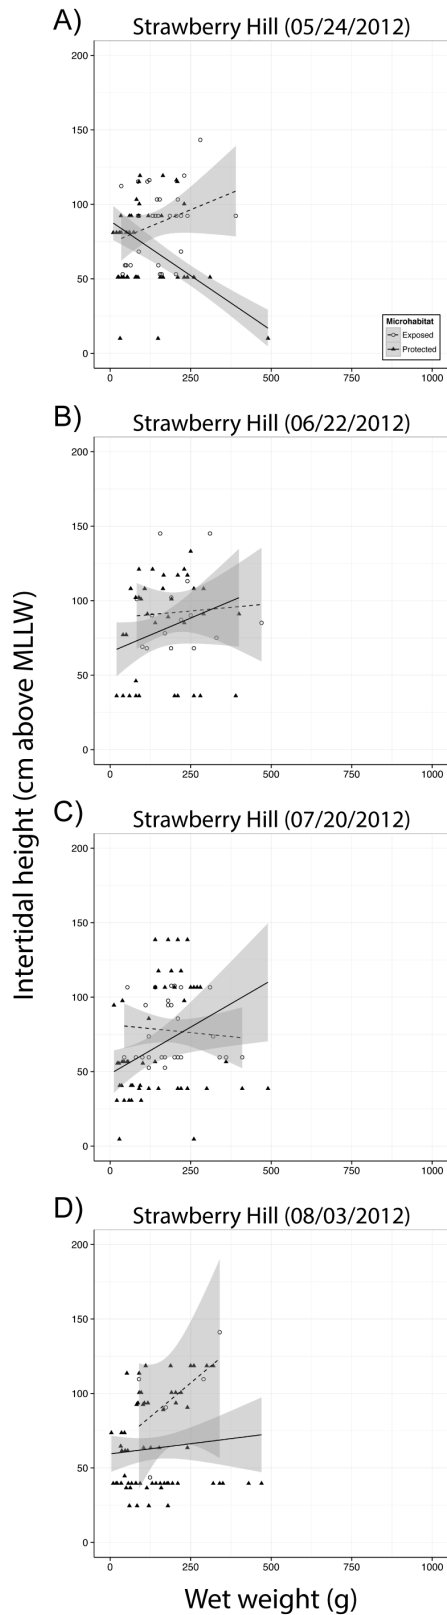 A)
Strawberry Hill (05/24/2012)
200
150
100
50
0
Microhabitat
Exposed
Protected
0 250 500 750 1000
B)
Strawberry Hill (06/22/2012)
200
150
100
50
0
0 250 500 750 1000
Intertidal height (cm above MLLW)
C)
Strawberry Hill (07/20/2012)
200
150
100
50
0
0 250 500 750 1000
D)
Strawberry Hill (08/03/2012)
200
150
100
50
0
0 250 500 750 1000
Wet weight (g)